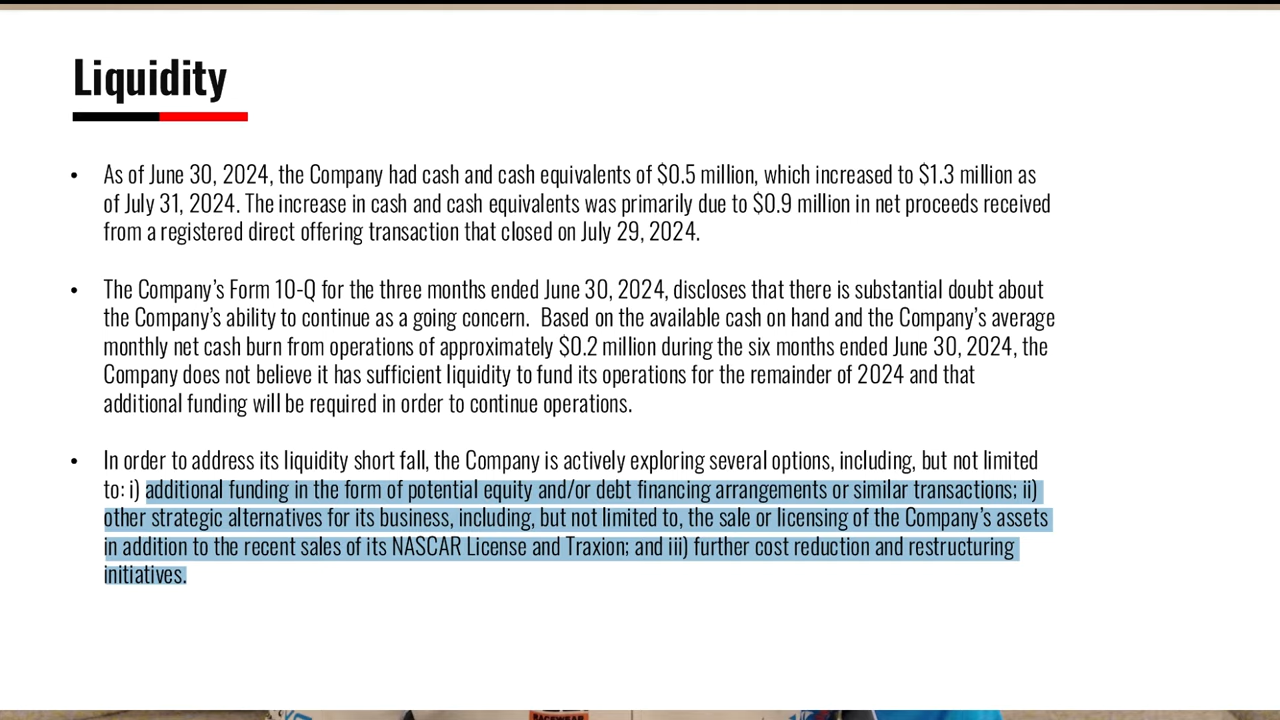 Liquidity
• As of June 30, 2024, the Company had cash and cash equivalents of $0.5 million, which increased to $1.3 million as
of July 31, 2024. The increase in cash and cash equivalents was primarily due to $0.9 million in net proceeds received
from a registered direct offering transaction that closed on July 29, 2024.
• The Company’s Form 10-Q for the three months ended June 30, 2024, discloses that there is substantial doubt about
the Company’s ability to continue as a going concern.  Based on the available cash on hand and the Company’s average
monthly net cash burn from operations of approximately $0.2 million during the six months ended June 30, 2024, the
Company does not believe it has sufficient liquidity to fund its operations for the remainder of 2024 and that
additional funding will be required in order to continue operations.
• In order to address its liquidity short fall, the Company is actively exploring several options, including, but not limited
to: i) additional funding in the form of potential equity and/or debt financing arrangements or similar transactions; ii)
other strategic alternatives for its business, including, but not limited to, the sale or licensing of the Company’s assets
in addition to the recent sales of its NASCAR License and Traxion; and iii) further cost reduction and restructuring
initiatives.
RACEWEAR